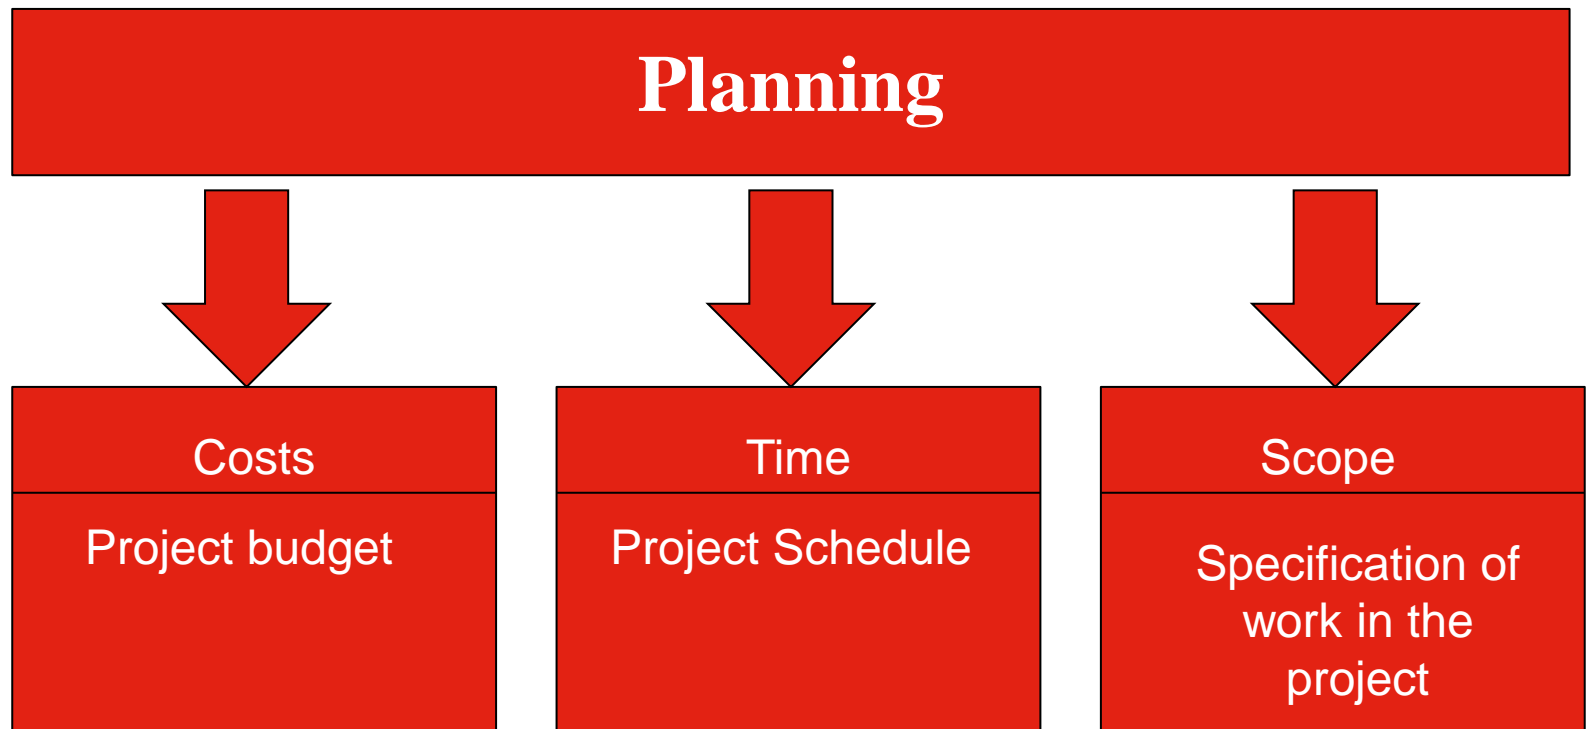 Planning
Costs
Project budget
Time
Project Schedule
Scope
Specification of
work in the
project